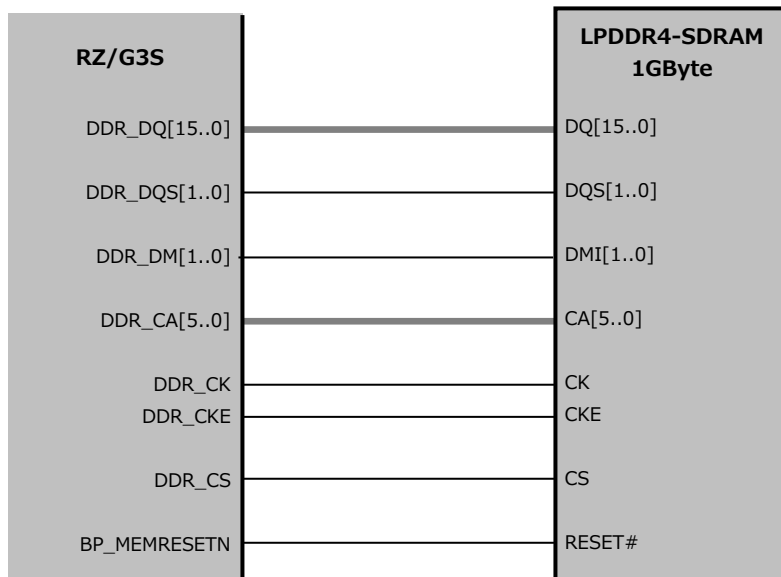 RZ/G3S
LPDDR4-SDRAM
1GByte
DDR_DQ[15..0]
DQ[15..0]
DDR_DQS[1..0]
DQS[1..0]
DDR_DM[1..0]
DMI[1..0]
DDR_CA[5..0]
CA[5..0]
DDR_CK
CK
DDR_CKE
CKE
DDR_CS
CS
BP_MEMRESETN
RESET#